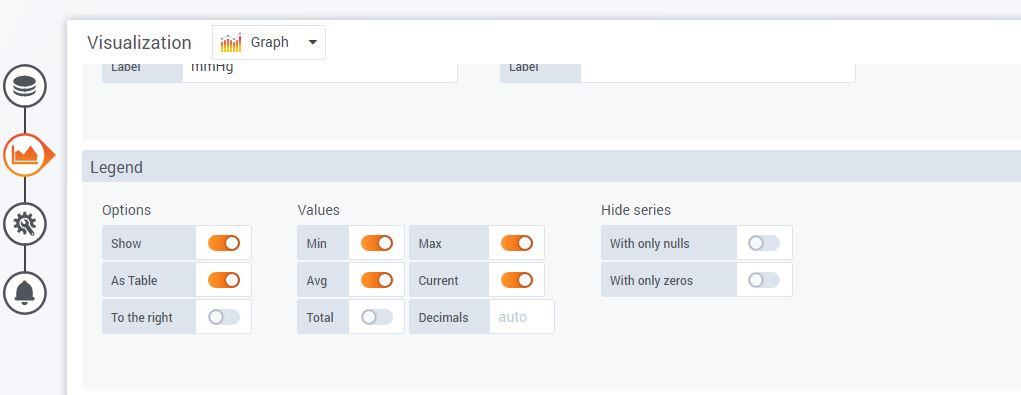 Visualization Graph
Label mmHg Label
Legend
Options Values Hide series
Show Min Max With only nulls
As Table Avg Current With only zeros
To the right Total Decimals auto